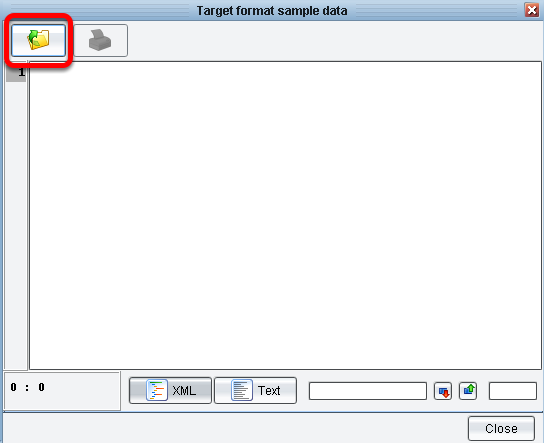 Target format sample data
1
0 : 0
XML
Text
Close